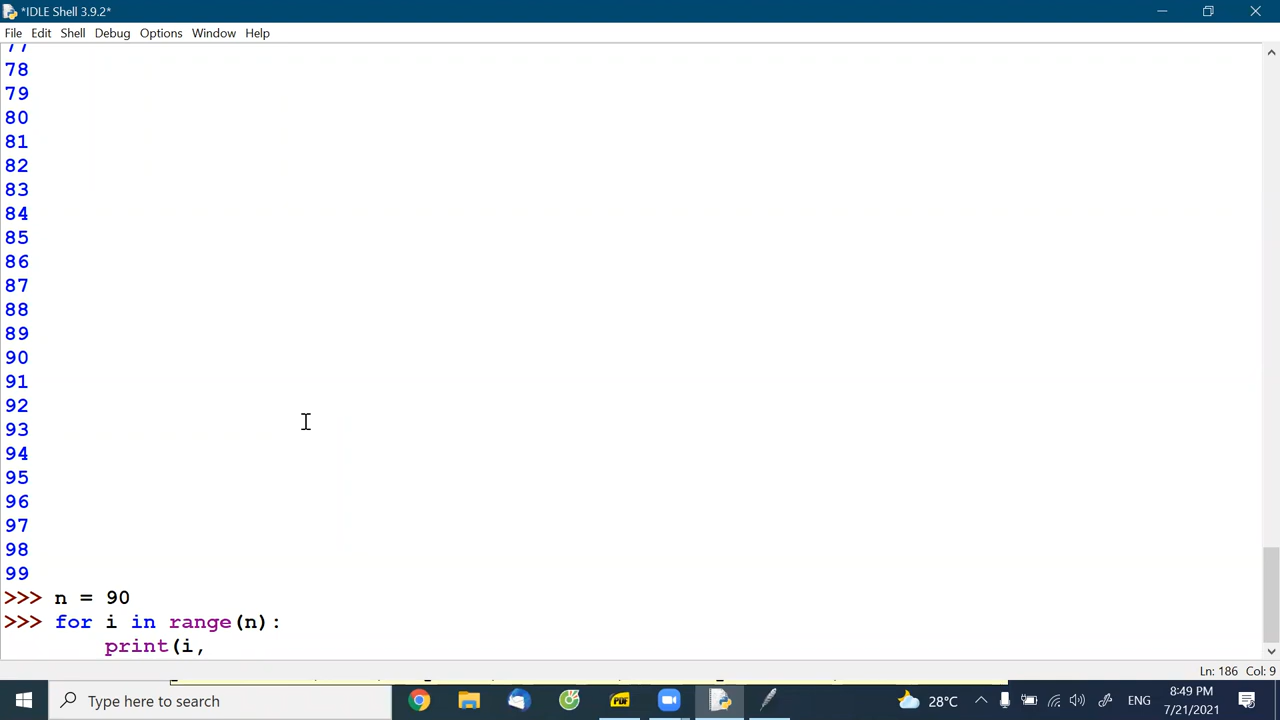 *IDLE Shell 3.9.2*
File Edit Shell Debug Options Window Help
77
78
79
80
81
82
83
84
85
86
87
88
89
90
91
92
93
94
95
96
97
98
99
>>> n = 90
>>> for i in range(n):
print(i,
Ln: 186 Col: 9
Type here to search
PDF
28°C
ENG
8:49 PM
7/21/2021